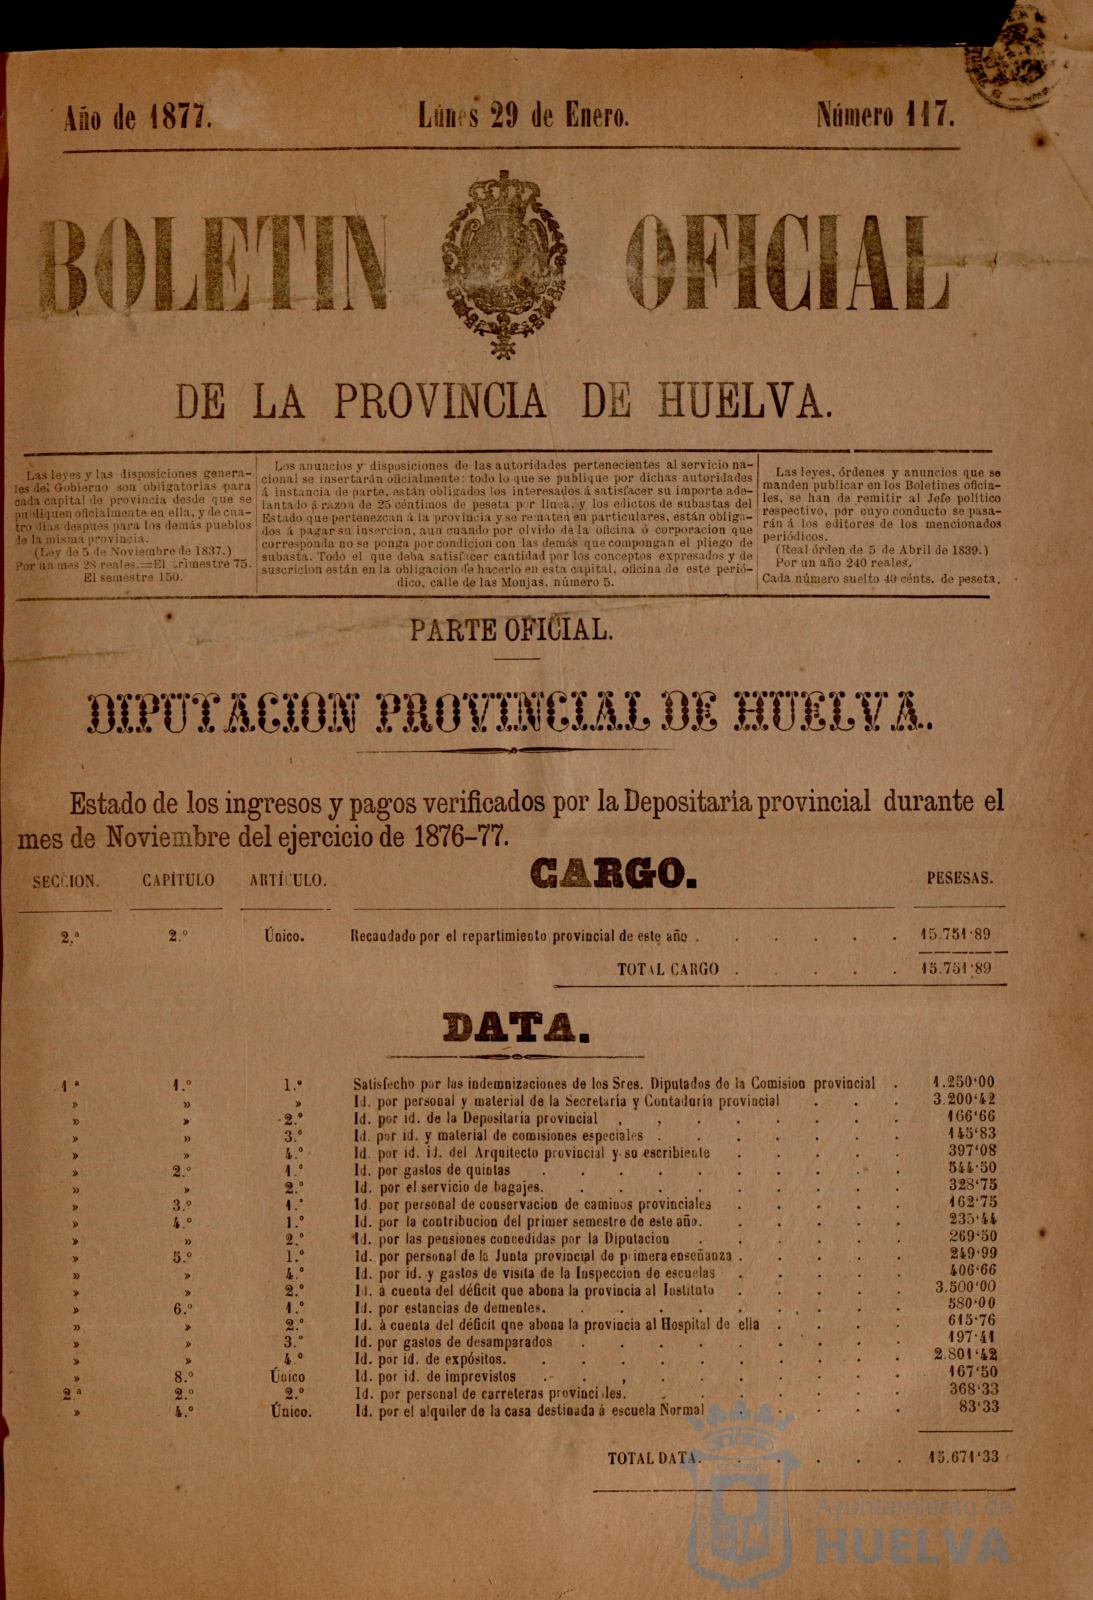 Año de 1877.
Lúnes 29 de Enero.
Número 117.
BOLETIN OFICIAL
DE LA PROVINCIA DE HUELVA.
Las leyes y las disposiciones genera-
les del Gobierno son obligatorias para
cada capital de provincia desde que se
publiquen oficialmente en ella, y de cua-
tro dias despues para los demás pueblos
de la misma provincia.
(Ley de 5 de Noviembre de 1837.)
Por un mes 28 reales.=El trimestre 75.
El semestre 150.
Los anuncios y disposiciones de las autoridades pertenecientes al servicio na-
cional se insertarán oficialmente: todo lo que se publique por dichas autoridades
á instancia de parte, están obligados los interesados á satisfacer su importe ade-
lantado á razon de 25 céntimos de peseta por línea, y los edictos de subastas del
Estado que pertenezcan á la provincia y se rematen en particulares, están obliga-
dos á pagar su insercion, aun cuando por olvido de la oficina ó corporacion que
corresponda no se ponga por condicion con las demás que compongan el pliego de
subasta. Todo el que deba satisfacer cantidad por los conceptos expresados y de
suscricion están en la obligacion de hacerlo en esta capital, oficina de este perió-
dico, calle de las Monjas, número 5.
Las leyes, órdenes y anuncios que se
manden publicar en los Boletines oficia-
les, se han de remitir al Jefe político
respectivo, por cuyo conducto se pasa-
rán á los editores de los mencionados
periódicos.
(Real órden de 5 de Abril de 1839.)
Por un año 240 reales.
Cada número suelto 40 cénts. de peseta.
PARTE OFICIAL.
DIPUTACION PROVINCIAL DE HUELVA.
Estado de los ingresos y pagos verificados por la Depositaría provincial durante el
mes de Noviembre del ejercicio de 1876-77.
CARGO.
SECCION. CAPÍTULO ARTÍCULO. PESESAS.
2.ª 2.º Único. Recaudado por el repartimiento provincial de este año . . . . . . 15.751‘89
TOTAL CARGO . . . . . 15.751‘89
DATA.
1ª 1.º 1.º Satisfecho por las indemnizaciones de los Sres. Diputados de la Comision provincial . 1.250‘00
» » » Id. por personal y material de la Secretaría y Contaduría provincial . . . 3.200‘42
» » 2.º Id. por id. de la Depositaria provincial . . . . . . . . 166‘66
» » 3.º Id. por id. y material de comisiones especiales . . . . . . . 145‘83
» » 4.º Id. por id. id. del Arquitecto provincial y su escribiente . . . . . 397‘08
» 2.º 1.º Id. por gastos de quintas . . . . . . . . . . 544‘50
» » 2.º Id. por el servicio de bagajes. . . . . . . . . . 328‘75
» 3.º 1.º Id. por personal de conservacion de caminos provinciales . . . . . 162‘75
» 4.º 1.º Id. por la contribucion del primer semestre de este año. . . . . . 235‘44
» » 2.º Id. por las pensiones concedidas por la Diputacion . . . . . . 269‘50
» 5.º 1.º Id. por personal de la Junta provincial de primera enseñanza . . . . . 249‘99
» » 4.º Id. por id. y gastos de visita de la Inspeccion de escuelas . . . . . 406‘66
» » 2.º Id. á cuenta del déficit que abona la provincia al Instituto . . . . . 3.500‘00
» 6.º 1.º Id. por estancias de dementes. . . . . . . . . . 580‘00
» » 2.º Id. á cuenta del déficit que abona la provincia al Hospital de ella . . . . 615‘76
» » 3.º Id. por gastos de desamparados . . . . . . . . . 197‘41
» » 4.º Id. por id. de expósitos. . . . . . . . . . . 2.801‘42
» 8.º Único Id. por id. de imprevistos . . . . . . . . . . 167‘50
2.ª 2.º 2.º Id. por personal de carreteras provinciales. . . . . . . . 368‘33
» 4.º Único. Id. por el alquiler de la casa destinada á escuela Normal . . . . . 83‘33
TOTAL DATA. . . . . . 15.671‘33
Ayuntamiento de
HUELVA